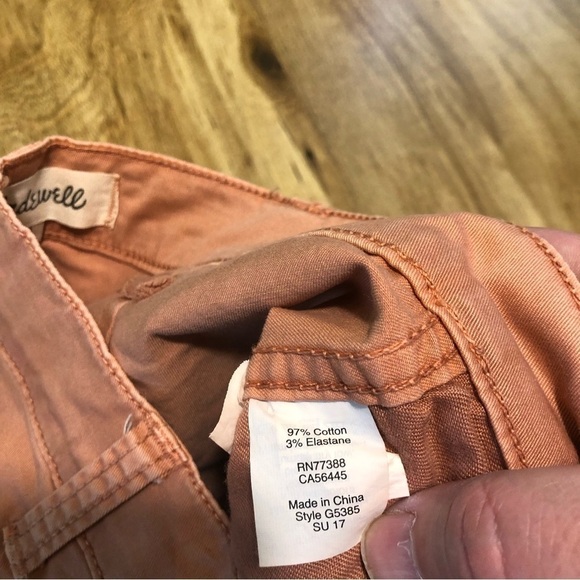 dewell
97% Cotton
3% Elastane
RN77388
CA56445
Made in China
Style G5385
SU 17